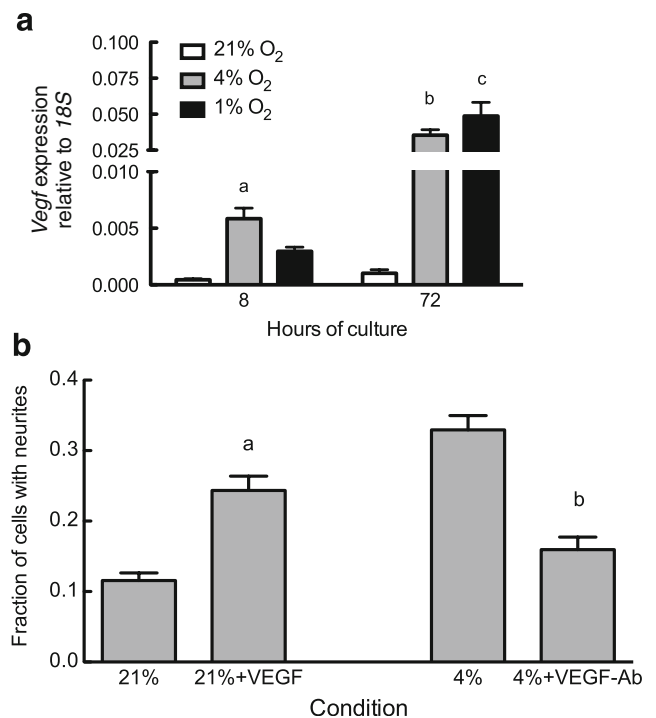 a
0.100
0.075
0.050
0.025
0.010
0.005
0.000
Vegf expression
relative to 18S
21% O₂
4% O₂
1% O₂
a
b
c
8
72
Hours of culture
b
0.4
0.3
0.2
0.1
0.0
Fraction of cells with neurites
a
b
21%
21%+VEGF
4%
4%+VEGF-Ab
Condition